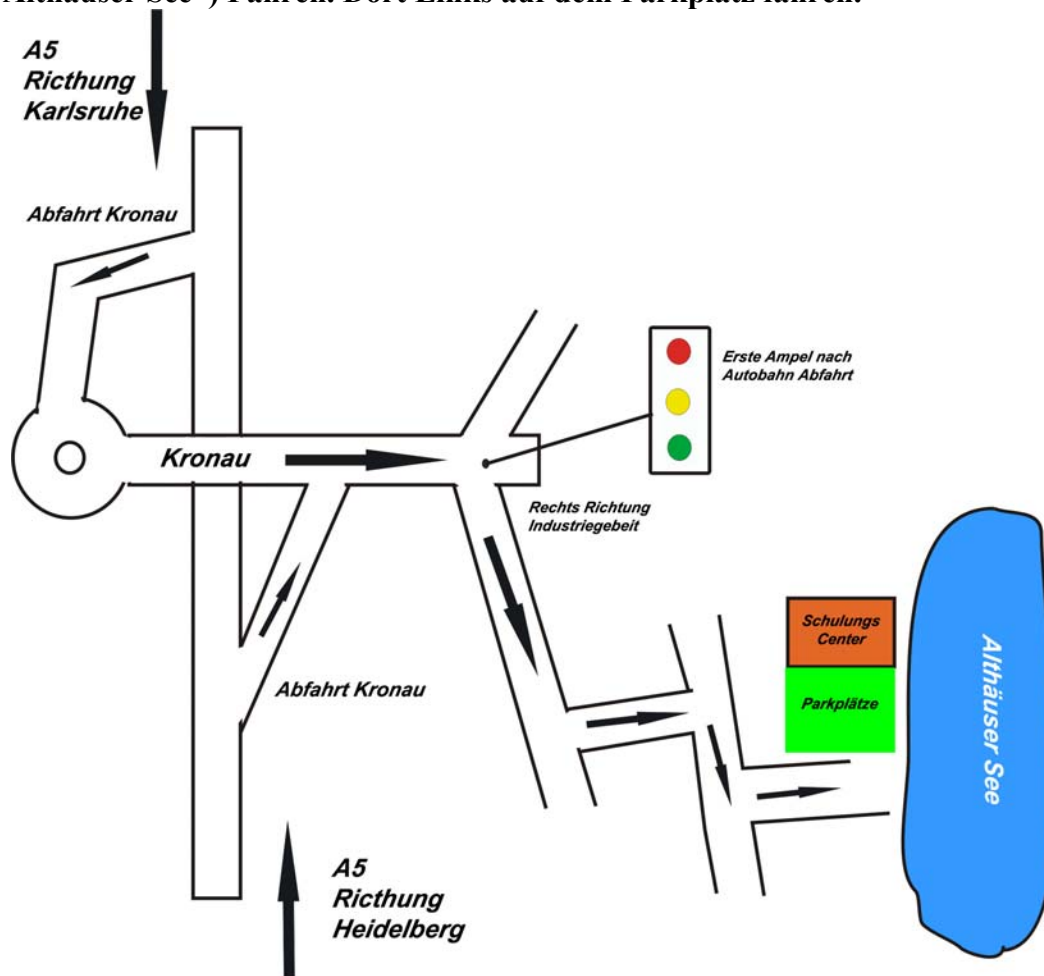 Althäuser See“) Fahren. Dort Links auf dem Parkplatz fahren.
A5
Ricthung
Karlsruhe
Abfahrt Kronau
Erste Ampel nach
Autobahn Abfahrt
Kronau
Rechts Richtung
Industriegebeit
Schulungs
Center
Parkplätze
Althäuser See
Abfahrt Kronau
A5
Ricthung
Heidelberg